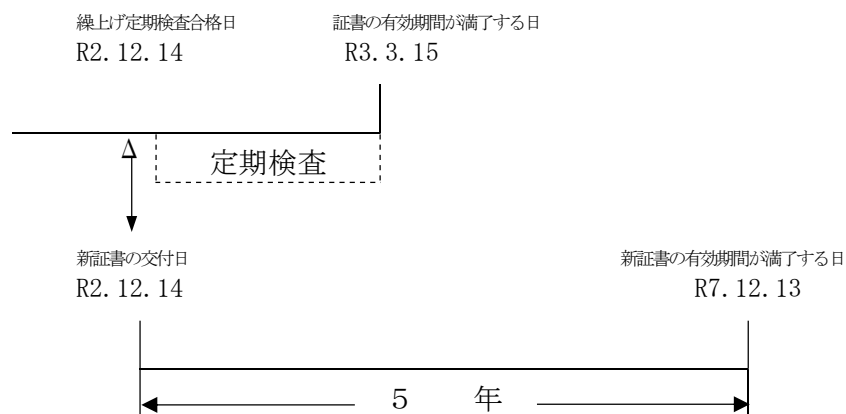 繰上げ定期検査合格日 証書の有効期間が満了する日
R2.12.14 R3.3.15
Δ
定期検査
新証書の交付日 新証書の有効期間が満了する日
R2.12.14 R7.12.13
5 年